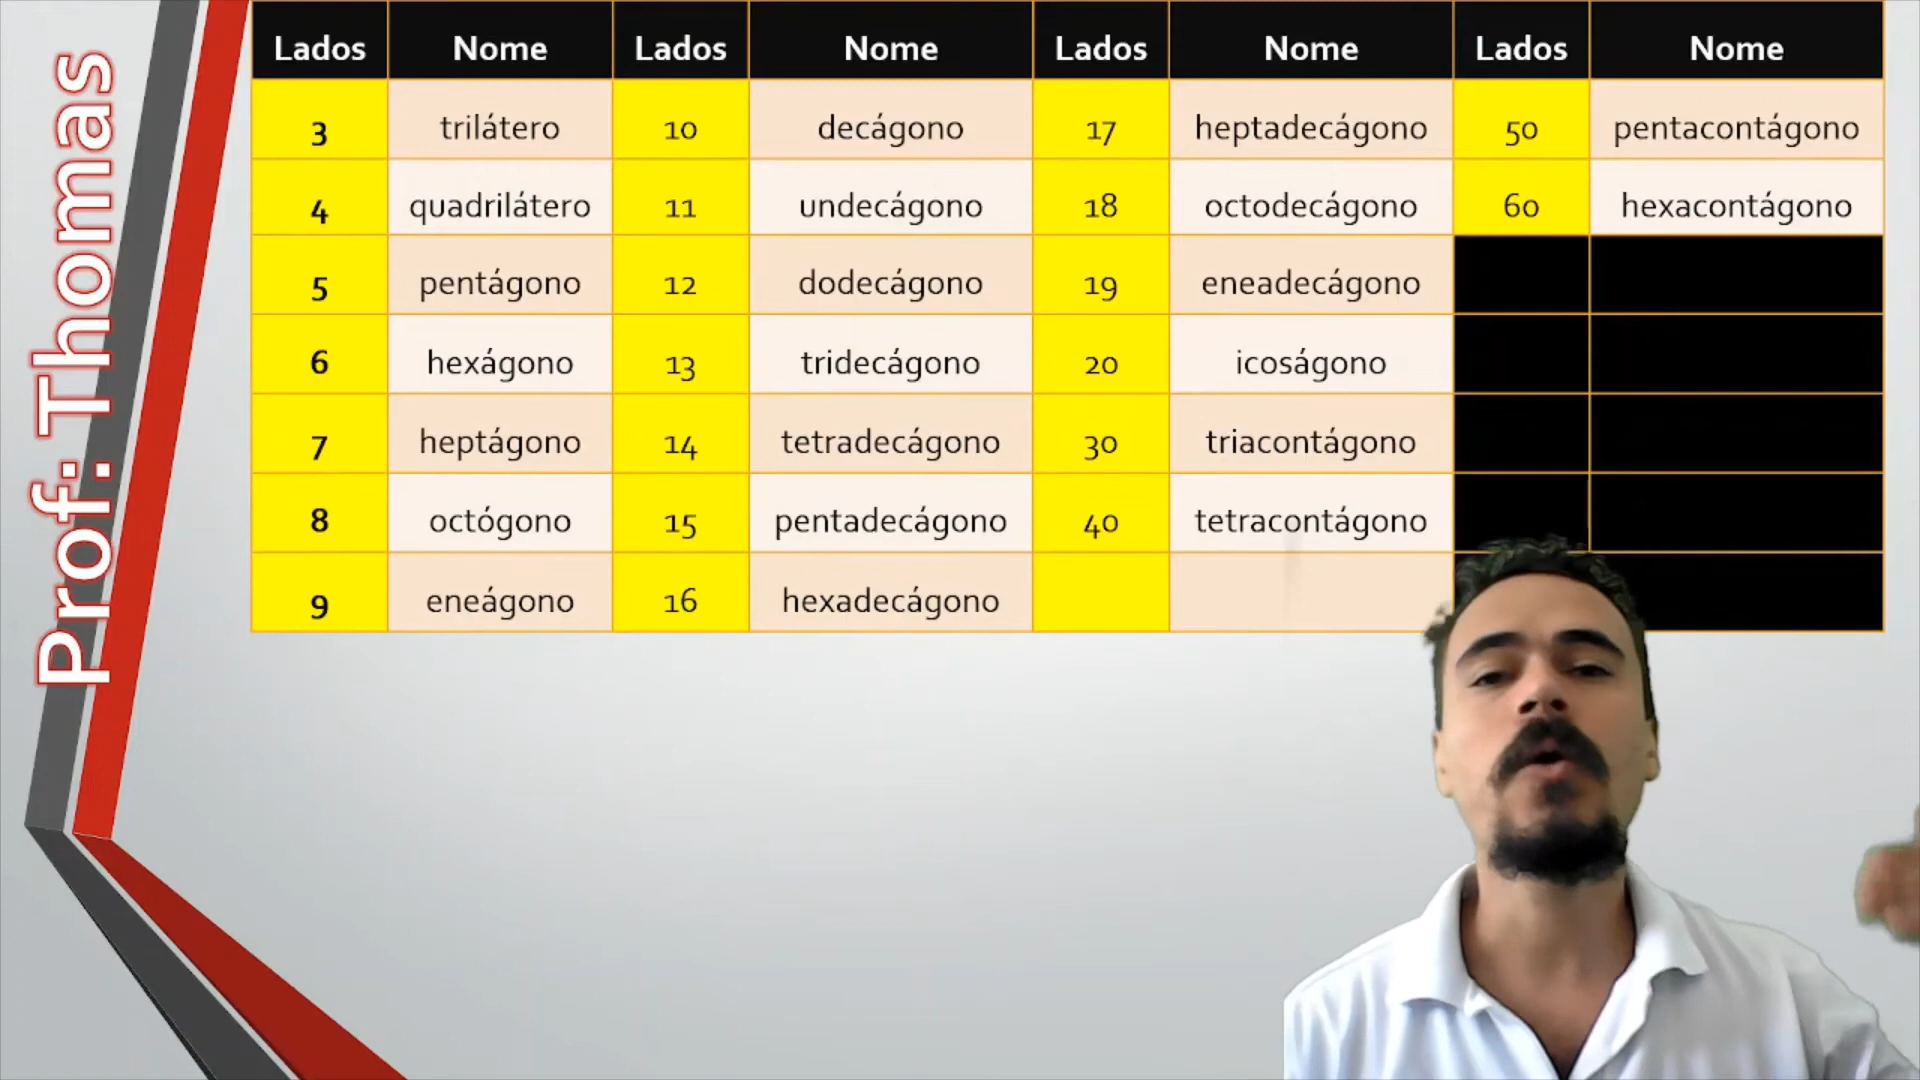 Prof: Thomas
Lados Nome Lados Nome Lados Nome Lados Nome
3 trilátero 10 decágono 17 heptadecágono 50 pentacontágono
4 quadrilátero 11 undecágono 18 octodecágono 60 hexacontágono
5 pentágono 12 dodecágono 19 eneadecágono
6 hexágono 13 tridecágono 20 icoságono
7 heptágono 14 tetradecágono 30 triacontágono
8 octógono 15 pentadecágono 40 tetracontágono
9 eneágono 16 hexadecágono